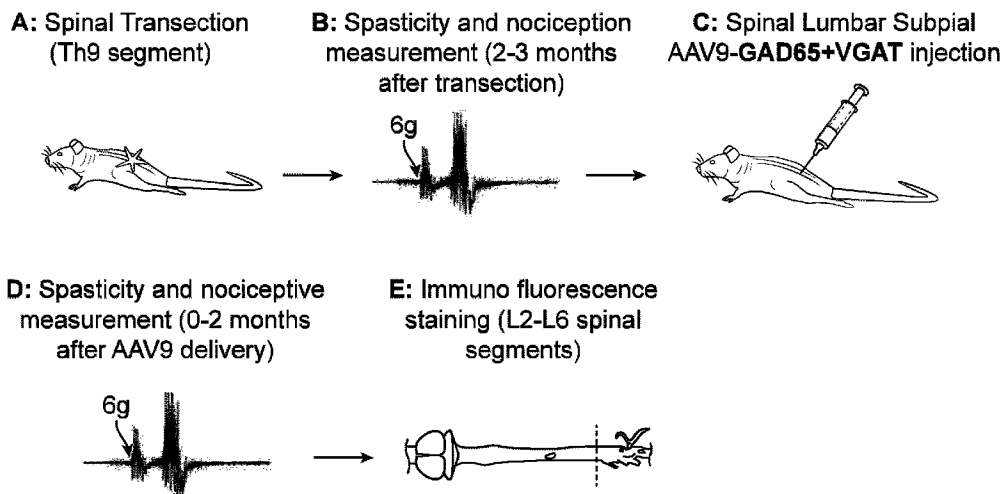 A: Spinal Transection
(Th9 segment)
B: Spasticity and nociception
measurement (2-3 months
after transection)
6g
C: Spinal Lumbar Subpial
AAV9-GAD65+VGAT injection
D: Spasticity and nociceptive
measurement (0-2 months
after AAV9 delivery)
6g
E: Immuno fluorescence
staining (L2-L6 spinal
segments)